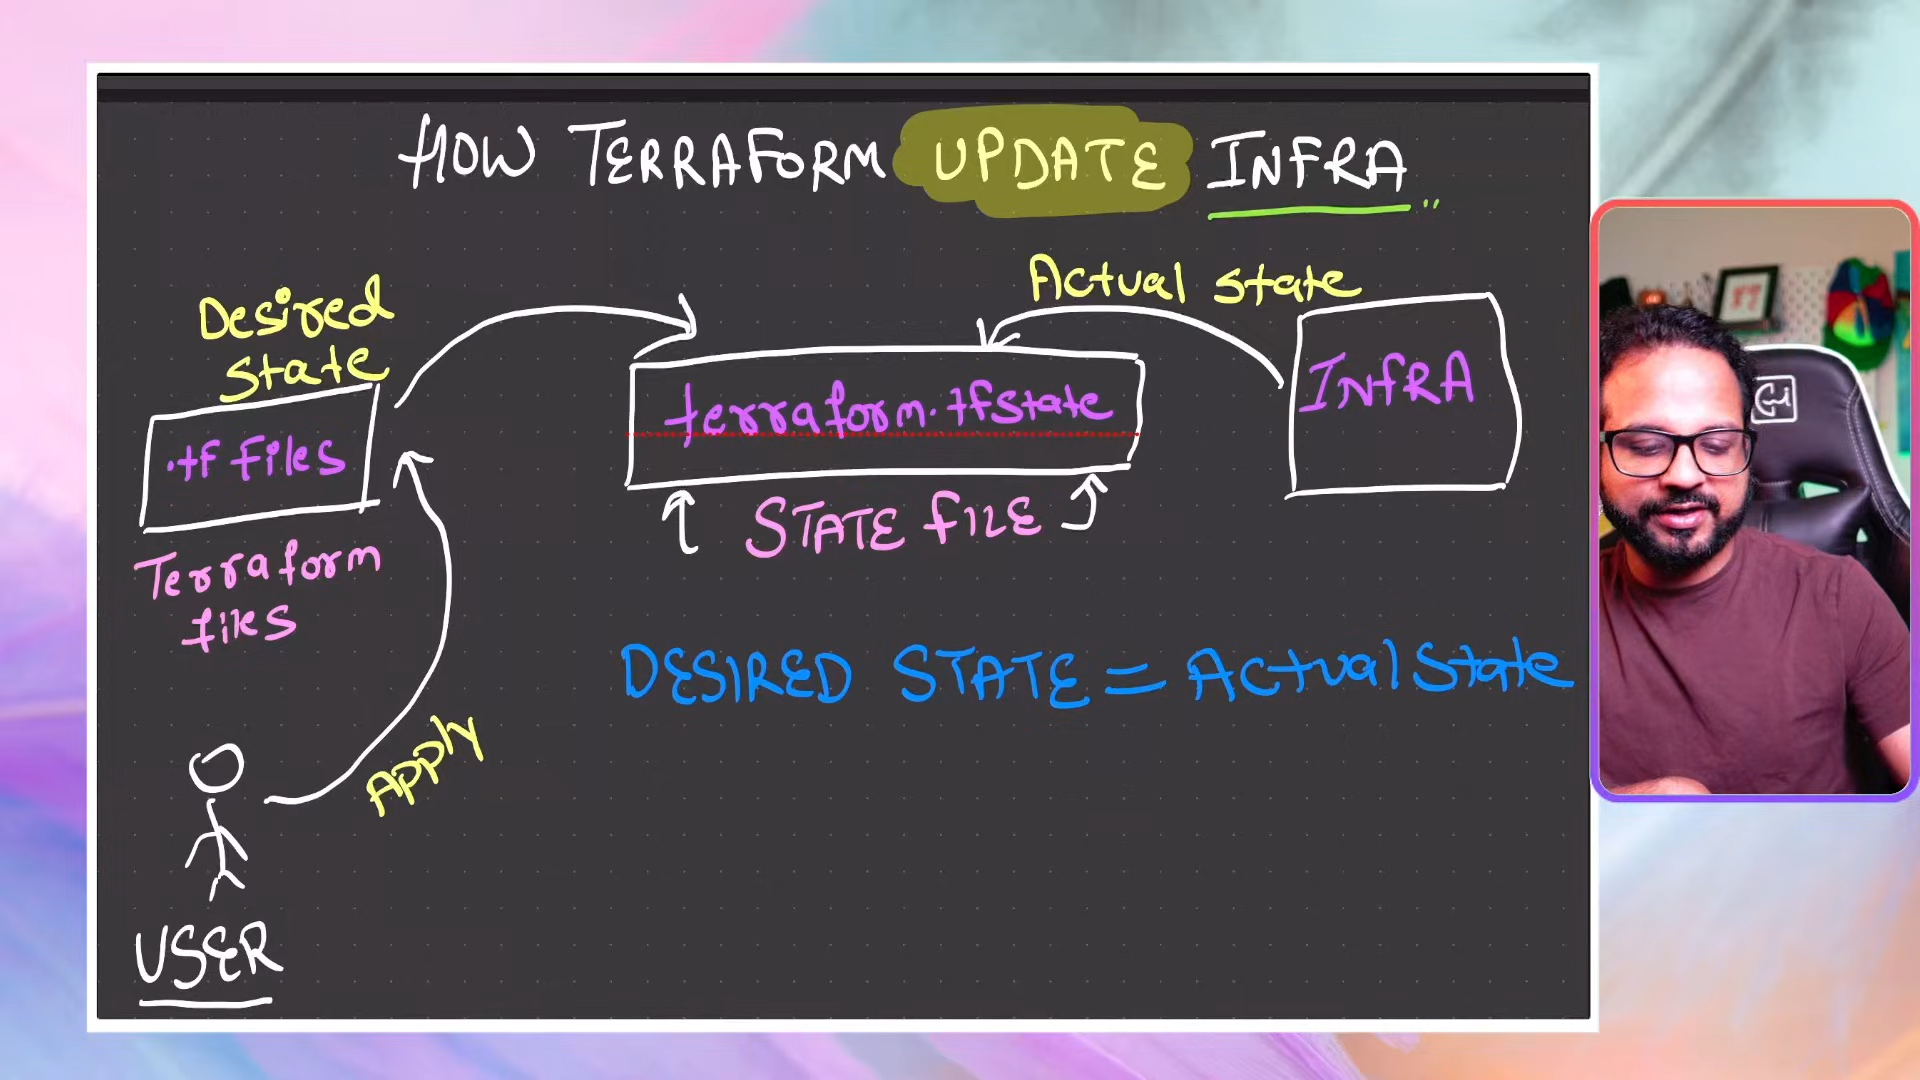 HOW TERRAFORM UPDATE INFRA
Desired
state
.tf files
Terraform
files
Actual state
terraform.tfstate
STATE FILE
INFRA
DESIRED STATE = Actual State
Apply
USER